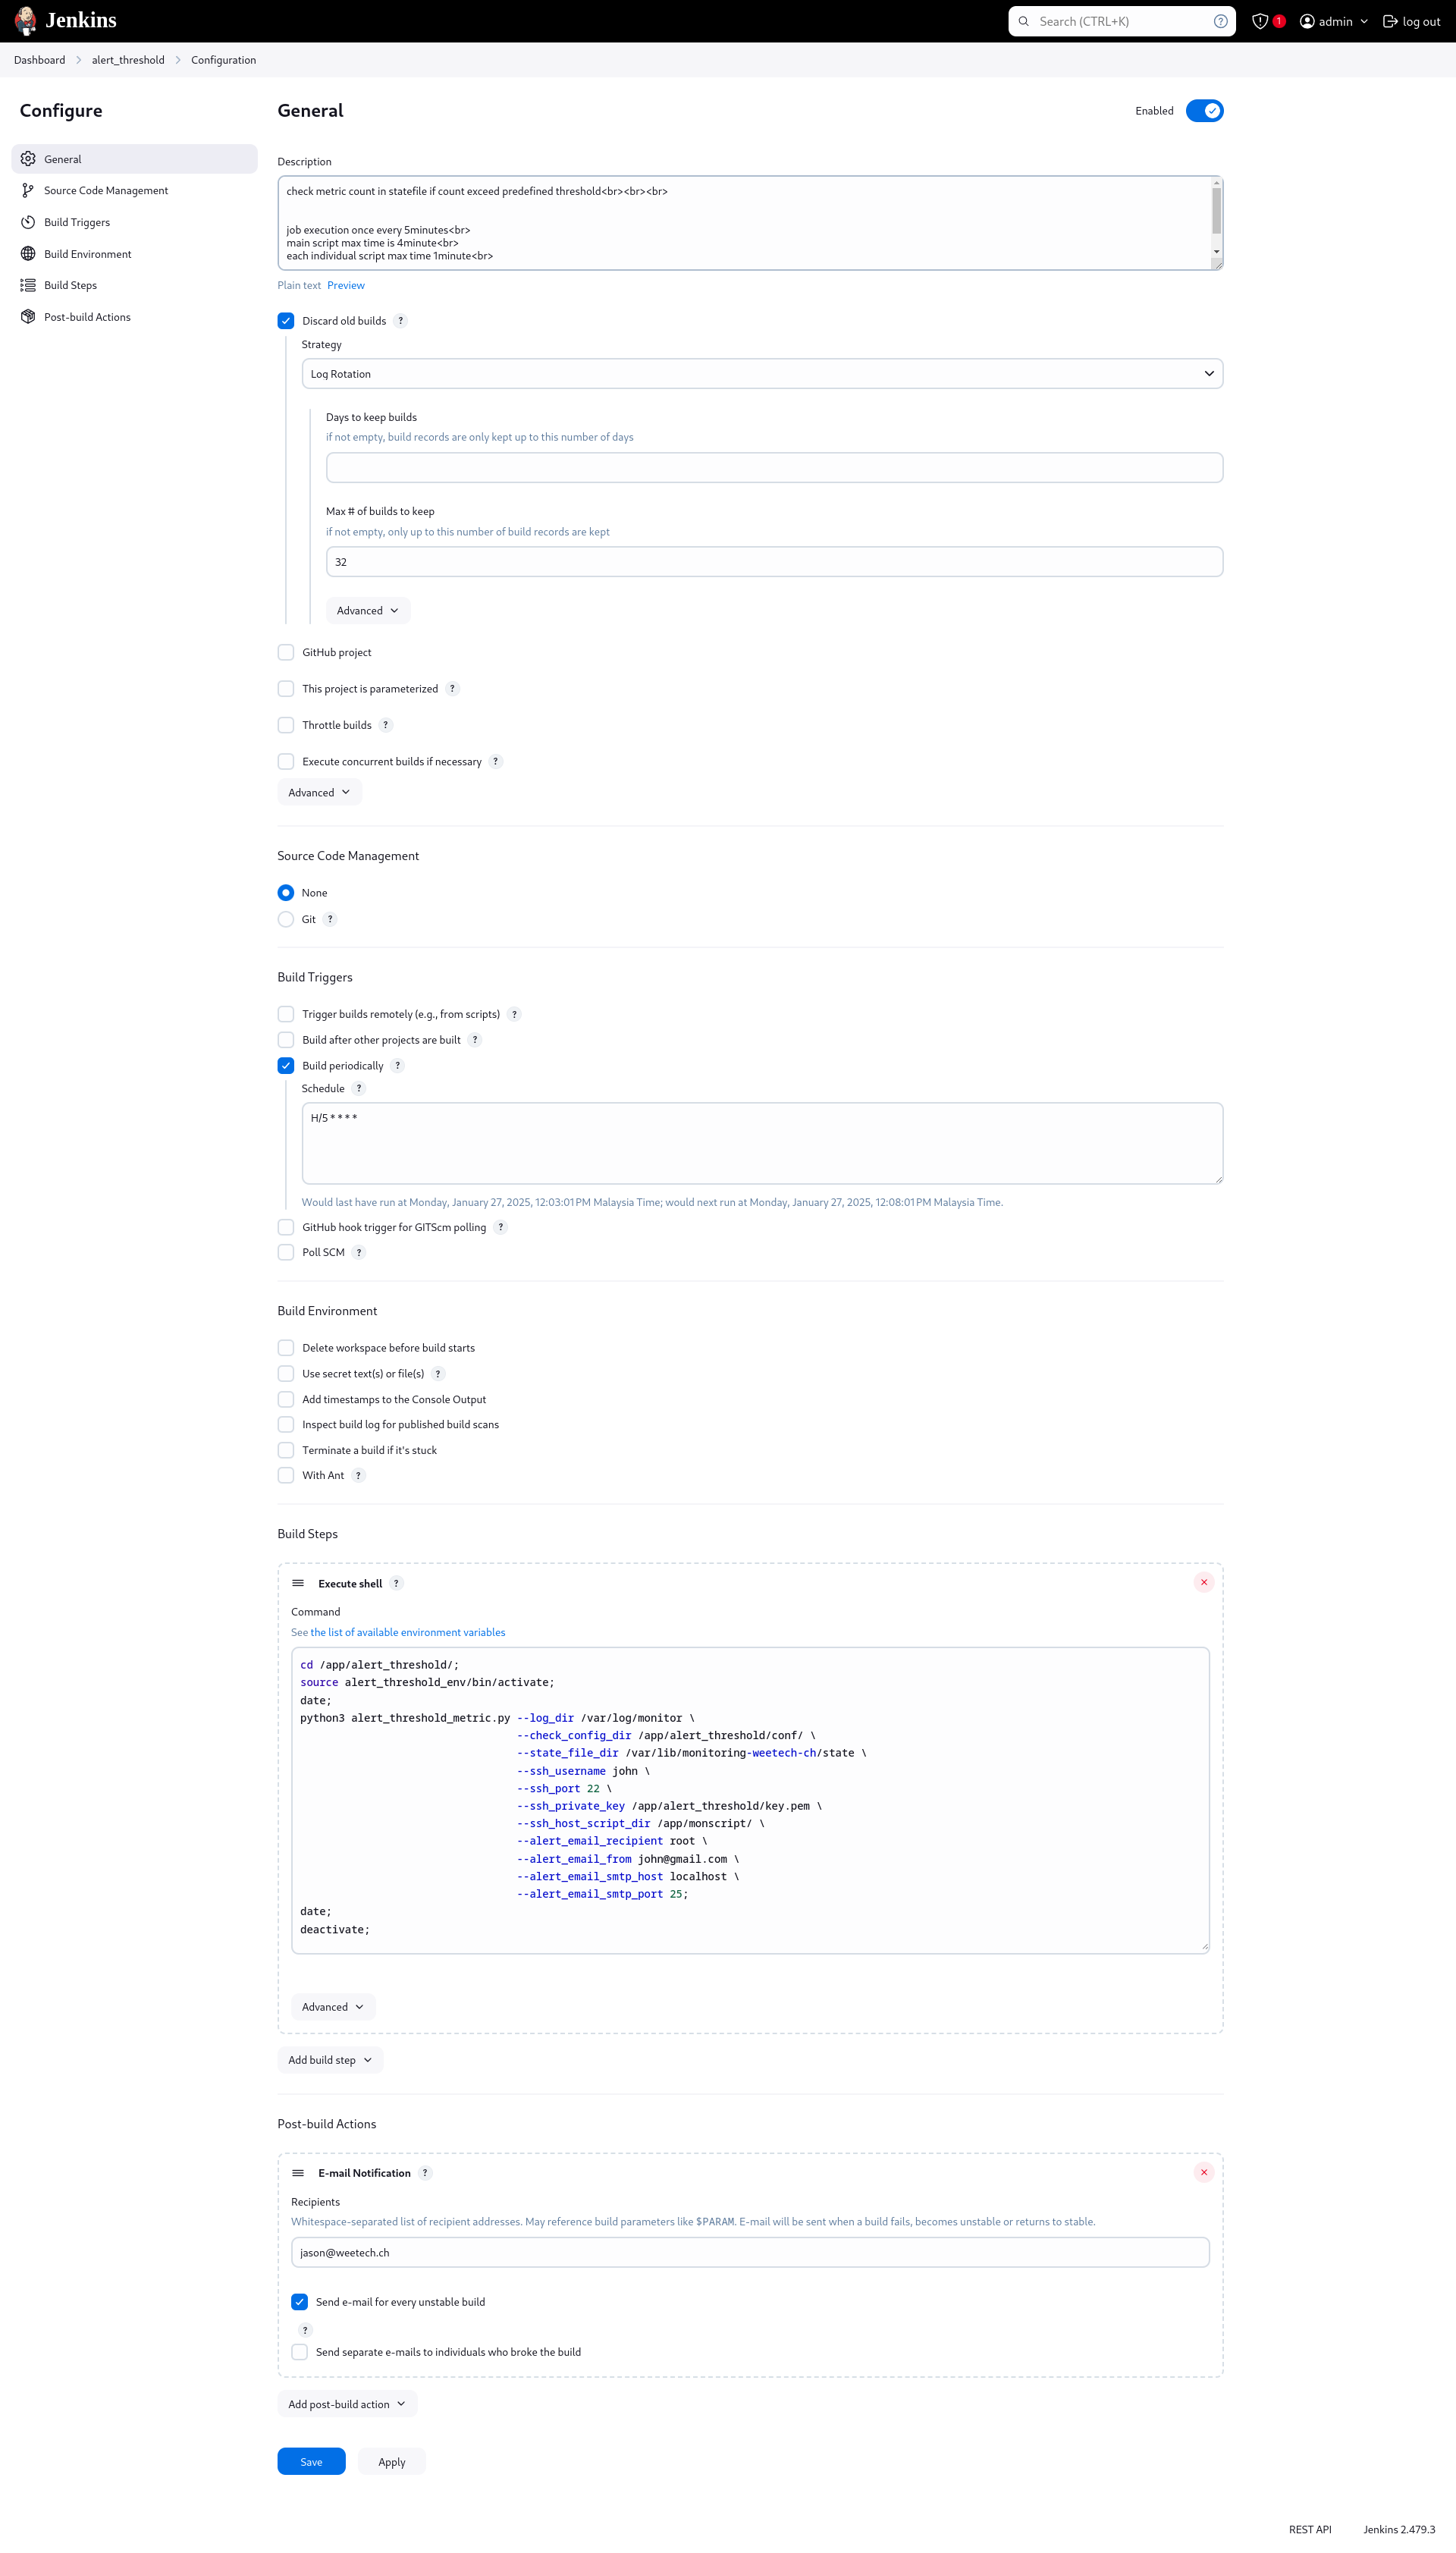 Jenkins
Search (CTRL+K)
?
1
admin
log out
Dashboard
alert_threshold
Configuration
Configure
General
Source Code Management
Build Triggers
Build Environment
Build Steps
Post-build Actions
General
Enabled
Description
check metric count in statefile if count exceed predefined threshold<br><br><br>
job execution once every 5minutes<br>
main script max time is 4minute<br>
each individual script max time 1minute<br>
Plain text Preview
Discard old builds ?
Strategy
Log Rotation
Days to keep builds
if not empty, build records are only kept up to this number of days
Max # of builds to keep
if not empty, only up to this number of build records are kept
32
Advanced
GitHub project
This project is parameterized ?
Throttle builds ?
Execute concurrent builds if necessary ?
Advanced
Source Code Management
None
Git ?
Build Triggers
Trigger builds remotely (e.g., from scripts) ?
Build after other projects are built ?
Build periodically ?
Schedule ?
H/5 * * * *
Would last have run at Monday, January 27, 2025, 12:03:01 PM Malaysia Time; would next run at Monday, January 27, 2025, 12:08:01 PM Malaysia Time.
GitHub hook trigger for GITScm polling ?
Poll SCM ?
Build Environment
Delete workspace before build starts
Use secret text(s) or file(s) ?
Add timestamps to the Console Output
Inspect build log for published build scans
Terminate a build if it's stuck
With Ant ?
Build Steps
Execute shell ?
Command
See the list of available environment variables
cd /app/alert_threshold/;
source alert_threshold_env/bin/activate;
date;
python3 alert_threshold_metric.py --log_dir /var/log/monitor \
--check_config_dir /app/alert_threshold/conf/ \
--state_file_dir /var/lib/monitoring-weetech-ch/state \
--ssh_username john \
--ssh_port 22 \
--ssh_private_key /app/alert_threshold/key.pem \
--ssh_host_script_dir /app/monscript/ \
--alert_email_recipient root \
--alert_email_from john@gmail.com \
--alert_email_smtp_host localhost \
--alert_email_smtp_port 25;
date;
deactivate;
Advanced
Add build step
Post-build Actions
E-mail Notification ?
Recipients
Whitespace-separated list of recipient addresses. May reference build parameters like $PARAM. E-mail will be sent when a build fails, becomes unstable or returns to stable.
jason@weetech.ch
Send e-mail for every unstable build
?
Send separate e-mails to individuals who broke the build
Add post-build action
Save
Apply
REST API
Jenkins 2.479.3